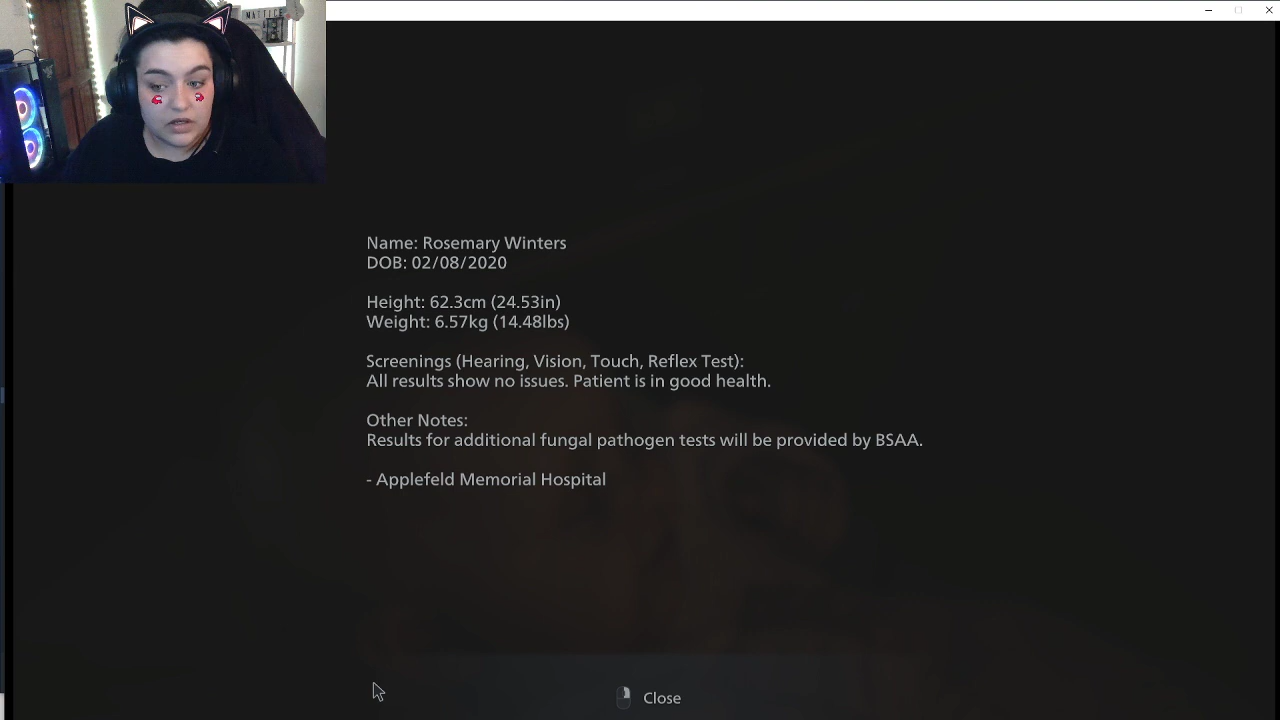 MATTICE
Name: Rosemary Winters
DOB: 02/08/2020
Height: 62.3cm (24.53in)
Weight: 6.57kg (14.48lbs)
Screenings (Hearing, Vision, Touch, Reflex Test):
All results show no issues. Patient is in good health.
Other Notes:
Results for additional fungal pathogen tests will be provided by BSAA.
- Applefeld Memorial Hospital
Close